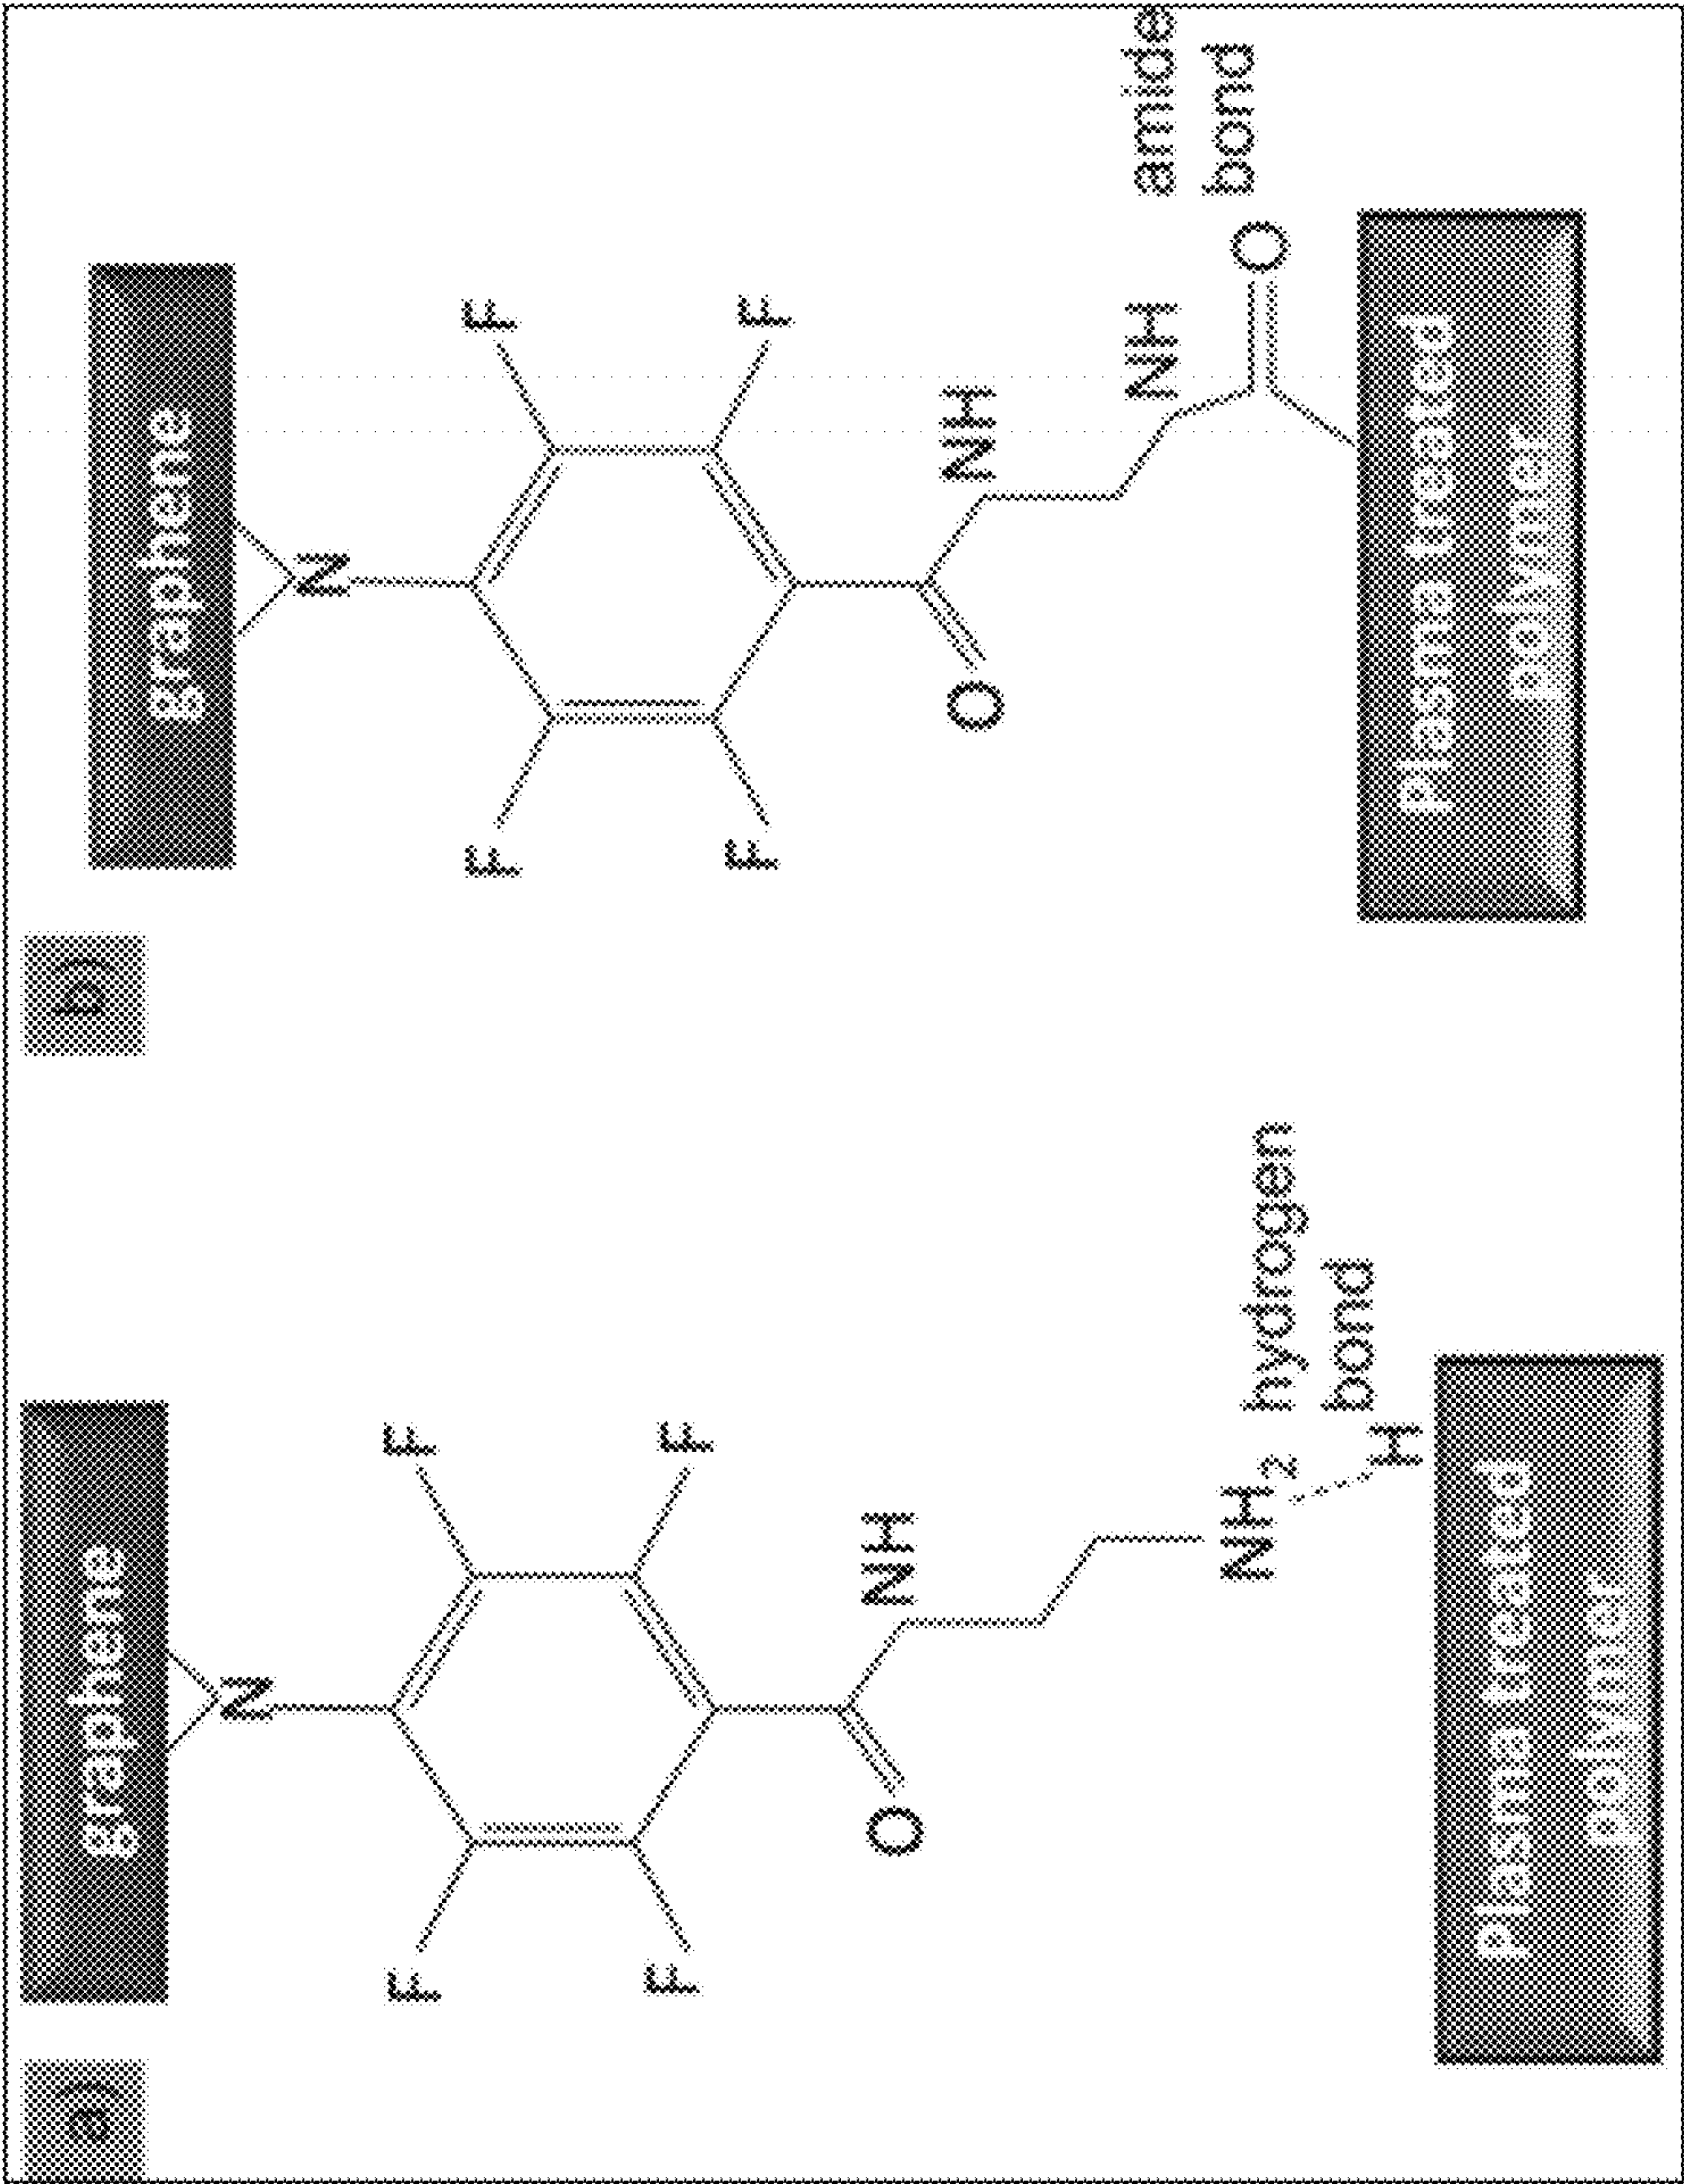 a)
graphene
N
F
F
F
F
O
NH
NH2
hydrogen
bond
H
Plasma treated
polymer
b)
graphene
N
F
F
F
F
O
NH
NH
amide
bond
O
Plasma treated
polymer